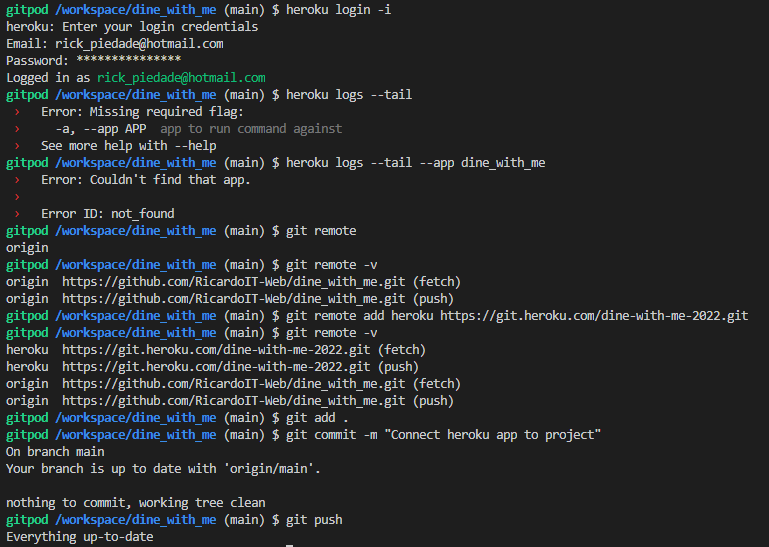 gitpod /workspace/dine_with_me (main) $ heroku login -i
heroku: Enter your login credentials
Email: rick_piedade@hotmail.com
Password: ***************
Logged in as rick_piedade@hotmail.com
gitpod /workspace/dine_with_me (main) $ heroku logs --tail
›   Error: Missing required flag:
›     -a, --app APP  app to run command against
›   See more help with --help
gitpod /workspace/dine_with_me (main) $ heroku logs --tail --app dine_with_me
›   Error: Couldn't find that app.
›
›   Error ID: not_found
gitpod /workspace/dine_with_me (main) $ git remote
origin
gitpod /workspace/dine_with_me (main) $ git remote -v
origin  https://github.com/RicardoIT-Web/dine_with_me.git (fetch)
origin  https://github.com/RicardoIT-Web/dine_with_me.git (push)
gitpod /workspace/dine_with_me (main) $ git remote add heroku https://git.heroku.com/dine-with-me-2022.git
gitpod /workspace/dine_with_me (main) $ git remote -v
heroku  https://git.heroku.com/dine-with-me-2022.git (fetch)
heroku  https://git.heroku.com/dine-with-me-2022.git (push)
origin  https://github.com/RicardoIT-Web/dine_with_me.git (fetch)
origin  https://github.com/RicardoIT-Web/dine_with_me.git (push)
gitpod /workspace/dine_with_me (main) $ git add .
gitpod /workspace/dine_with_me (main) $ git commit -m "Connect heroku app to project"
On branch main
Your branch is up to date with 'origin/main'.

nothing to commit, working tree clean
gitpod /workspace/dine_with_me (main) $ git push
Everything up-to-date